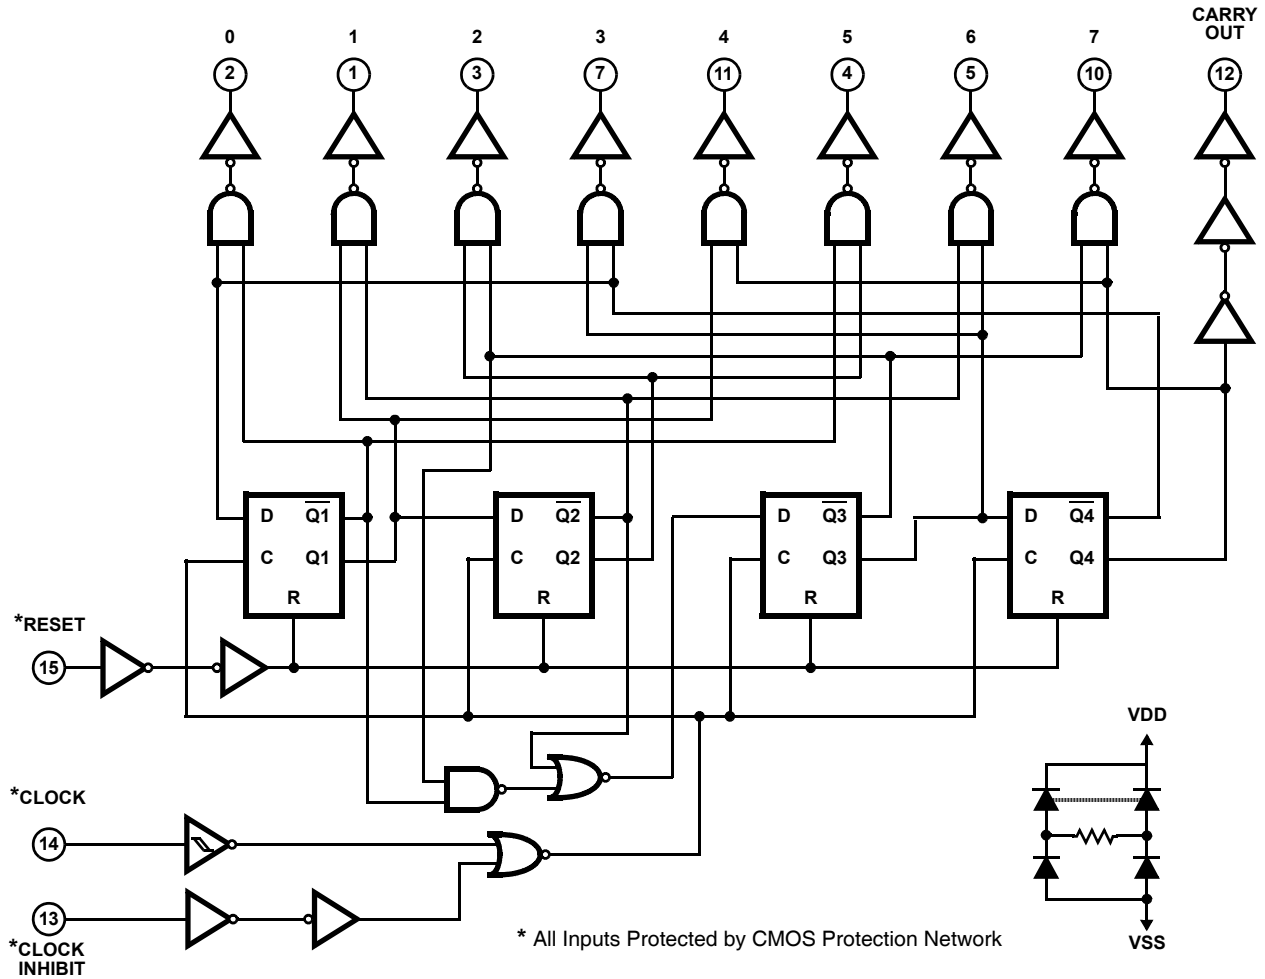 CARRY
OUT
0 1 2 3 4 5 6 7
2 1 3 7 11 4 5 10 12
D Q1 D Q2 D Q3 D Q4
C Q1 C Q2 C Q3 C Q4
R R R R
*RESET
15
VDD
*CLOCK
14
13
*CLOCK
INHIBIT
* All Inputs Protected by CMOS Protection Network
VSS